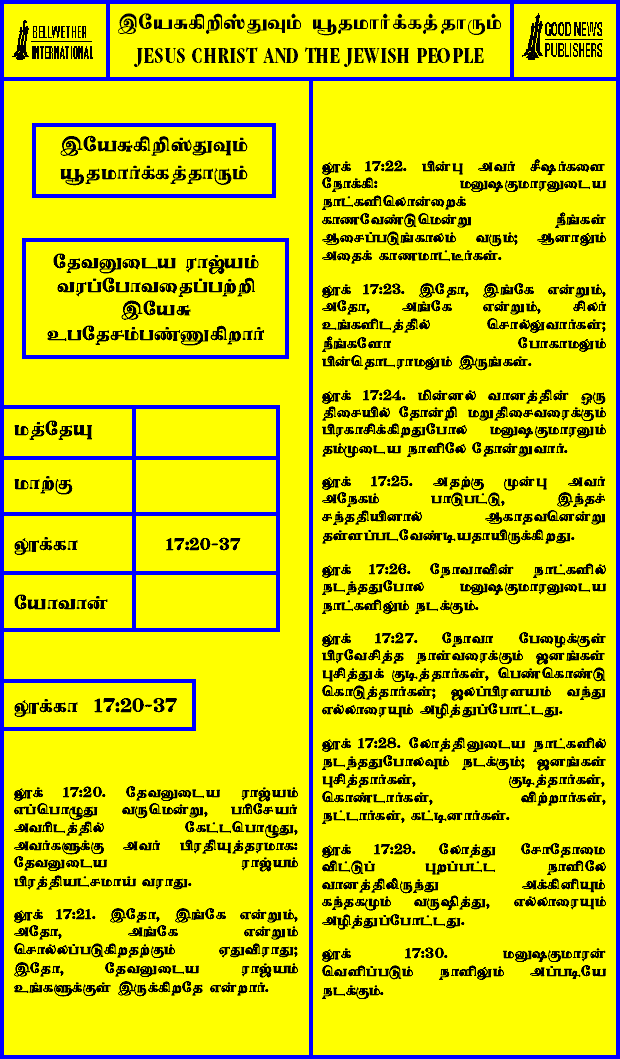 BELLWETHER
INTERNATIONAL
இயேசுகிறிஸ்துவும் யூதமார்க்கத்தாரும்
JESUS CHRIST AND THE JEWISH PEOPLE
GOOD NEWS
PUBLISHERS
இயேசுகிறிஸ்துவும்
யூதமார்க்கத்தாரும்
தேவனுடைய ராஜ்யம்
வரப்போவதைப்பற்றி
இயேசு
உபதேசம்பண்ணுகிறார்
மத்தேயு
மாற்கு
லூக்கா 17:20-37
யோவான்
லூக்கா 17:20-37
லூக் 17:20. தேவனுடைய ராஜ்யம்
எப்பொழுது வருமென்று, பரிசேயர்
அவரிடத்தில் கேட்டபொழுது,
அவர்களுக்கு அவர் பிரதியுத்தரமாக:
தேவனுடைய ராஜ்யம்
பிரத்தியட்சமாய் வராது.
லூக் 17:21. இதோ, இங்கே என்றும்,
அதோ, அங்கே என்றும்
சொல்லப்படுகிறதற்கும் ஏதுவிராது;
இதோ, தேவனுடைய ராஜ்யம்
உங்களுக்குள் இருக்கிறதே என்றார்.
லூக் 17:22. பின்பு அவர் சீஷர்களை
நோக்கி: மனுஷகுமாரனுடைய
நாட்களிலொன்றைக்
காணவேண்டுமென்று நீங்கள்
ஆசைப்படுங்காலம் வரும்; ஆனாலும்
அதைக் காணமாட்டீர்கள்.
லூக் 17:23. இதோ, இங்கே என்றும்,
அதோ, அங்கே என்றும், சிலர்
உங்களிடத்தில் சொல்லுவார்கள்;
நீங்களோ போகாமலும்
பின்தொடராமலும் இருங்கள்.
லூக் 17:24. மின்னல் வானத்தின் ஒரு
திசையில் தோன்றி மறுதிசைவரைக்கும்
பிரகாசிக்கிறதுபோல மனுஷகுமாரனும்
தம்முடைய நாளிலே தோன்றுவார்.
லூக் 17:25. அதற்கு முன்பு அவர்
அநேகம் பாடுபட்டு, இந்தச்
சந்ததியினால் ஆகாதவனென்று
தள்ளப்படவேண்டியதாயிருக்கிறது.
லூக் 17:26. நோவாவின் நாட்களில்
நடந்ததுபோல மனுஷகுமாரனுடைய
நாட்களிலும் நடக்கும்.
லூக் 17:27. நோவா பேழைக்குள்
பிரவேசித்த நாள்வரைக்கும் ஜனங்கள்
புசித்துக் குடித்தார்கள், பெண்கொண்டு
கொடுத்தார்கள்; ஜலப்பிரளயம் வந்து
எல்லாரையும் அழித்துப்போட்டது.
லூக் 17:28. லோத்தினுடைய நாட்களில்
நடந்ததுபோலவும் நடக்கும்; ஜனங்கள்
புசித்தார்கள், குடித்தார்கள்,
கொண்டார்கள், விற்றார்கள்,
நட்டார்கள், கட்டினார்கள்.
லூக் 17:29. லோத்து சோதோமை
விட்டுப் புறப்பட்ட நாளிலே
வானத்திலிருந்து அக்கினியும்
கந்தகமும் வருஷித்து, எல்லாரையும்
அழித்துப்போட்டது.
லூக் 17:30. மனுஷகுமாரன்
வெளிப்படும் நாளிலும் அப்படியே
நடக்கும்.